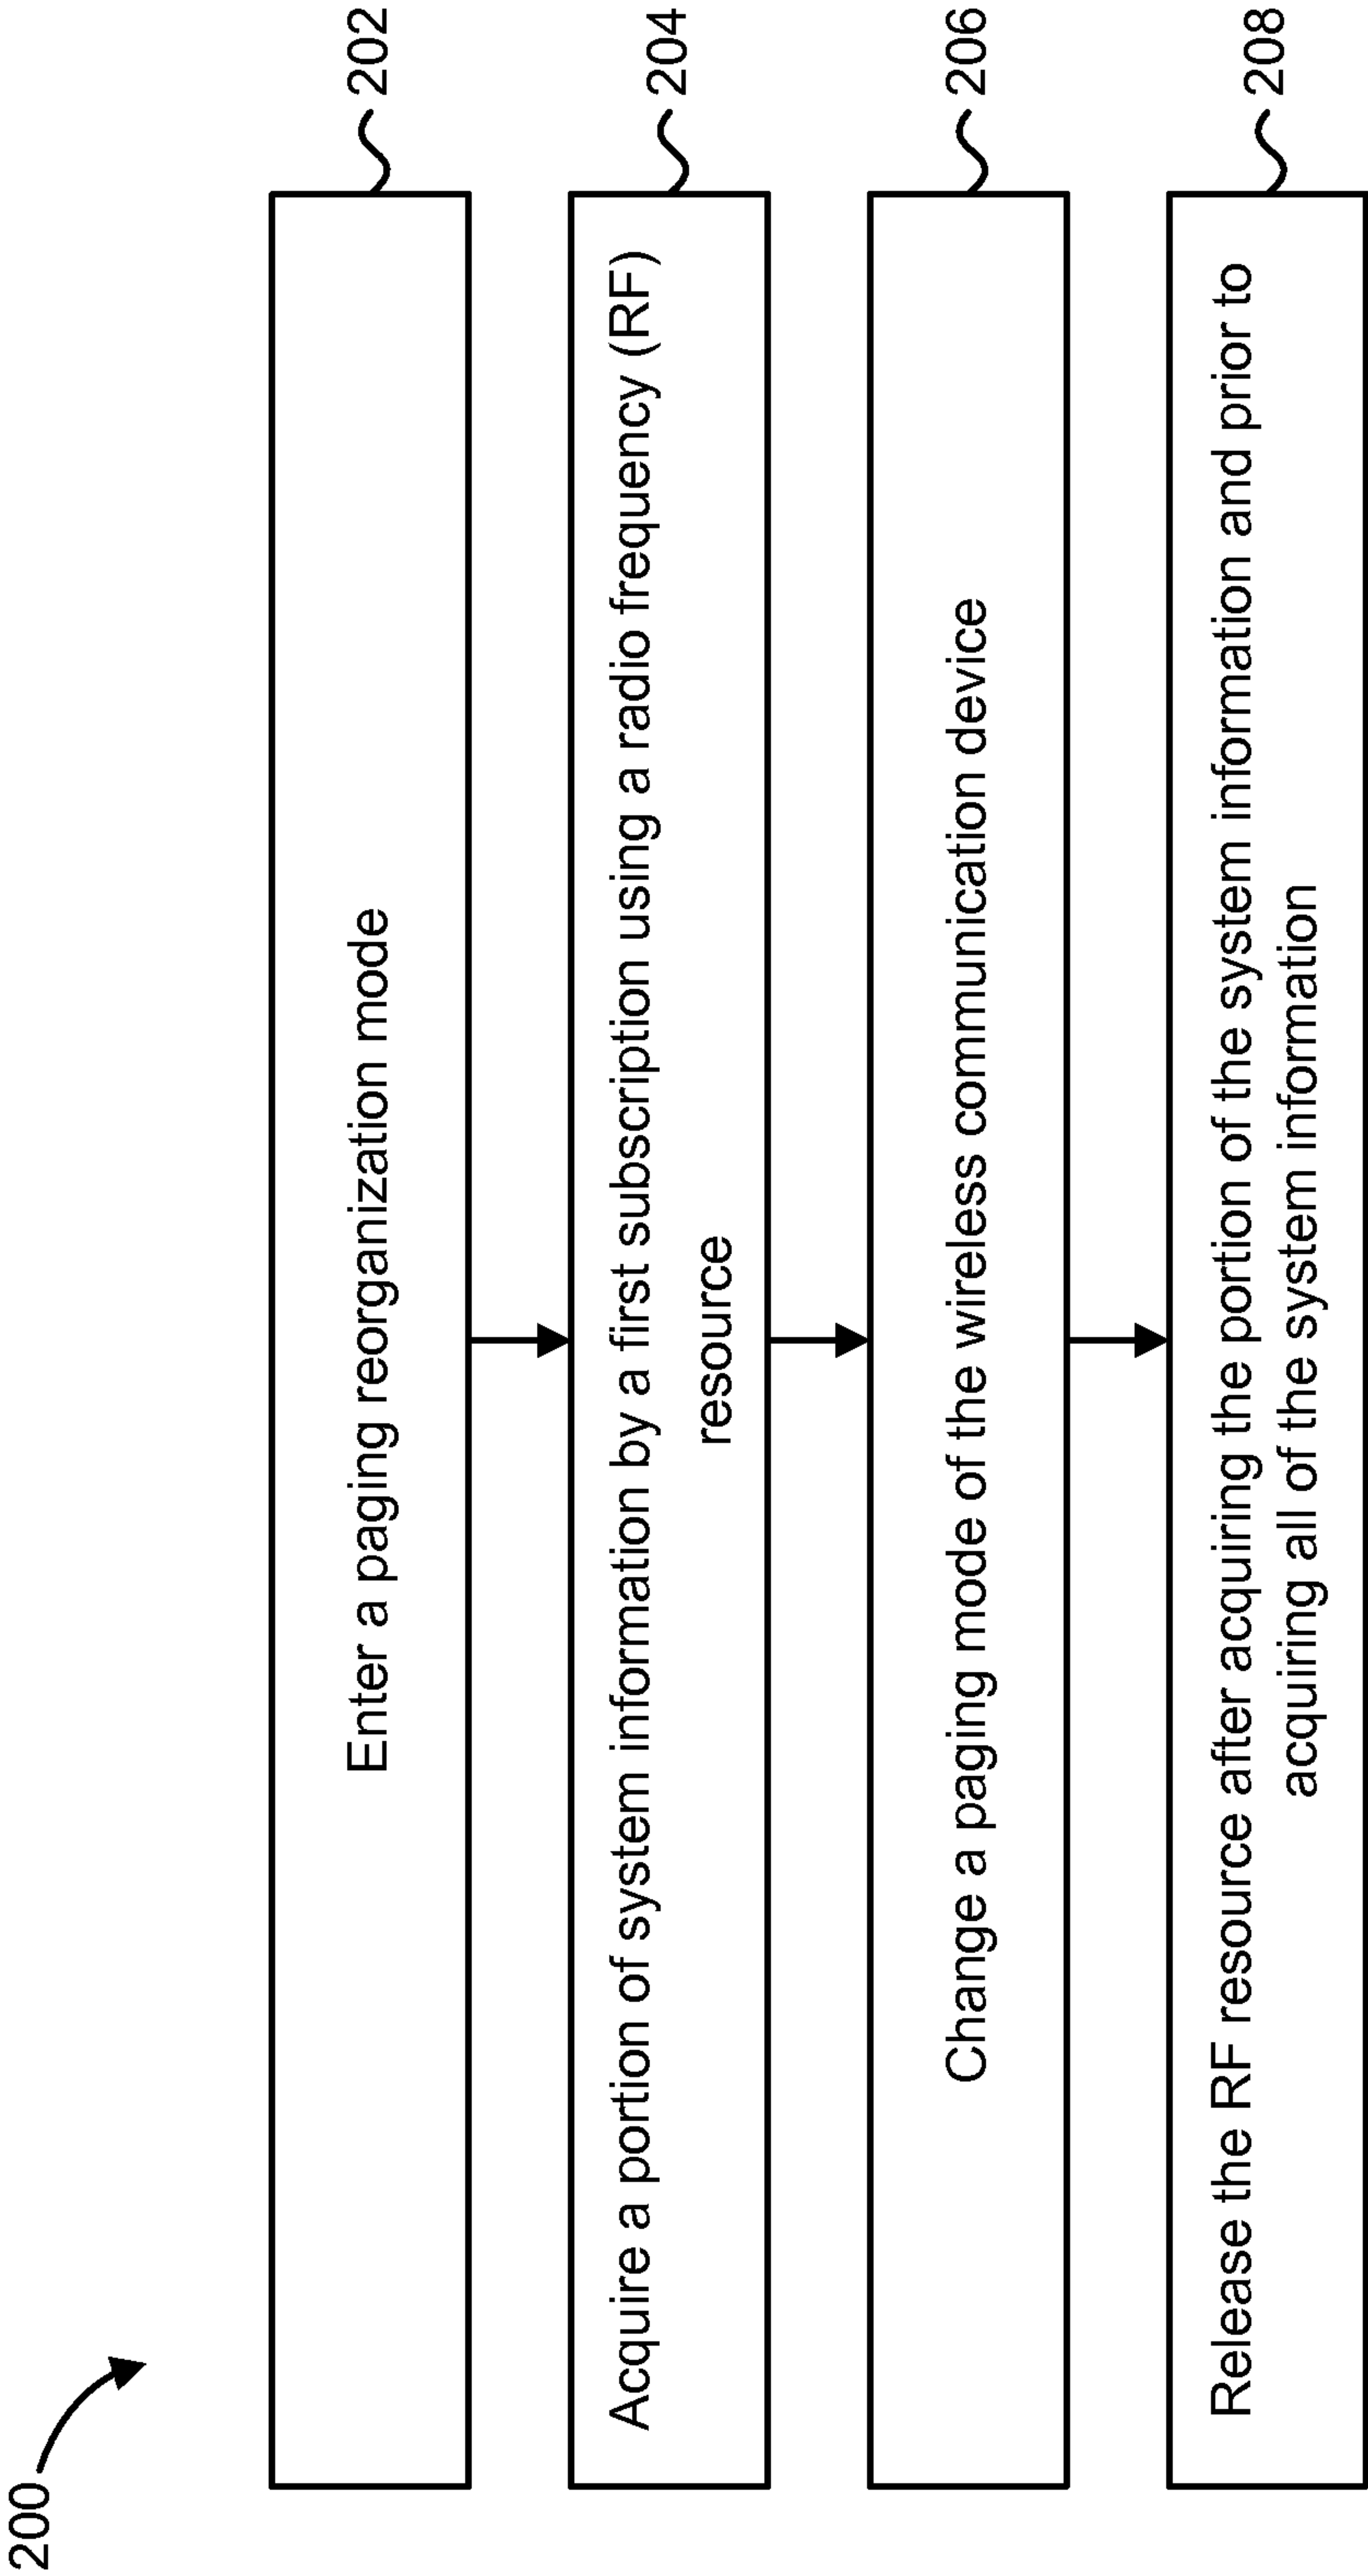 200
Enter a paging reorganization mode
202
Acquire a portion of system information by a first subscription using a radio frequency (RF)
resource
204
Change a paging mode of the wireless communication device
206
Release the RF resource after acquiring the portion of the system information and prior to
acquiring all of the system information
208